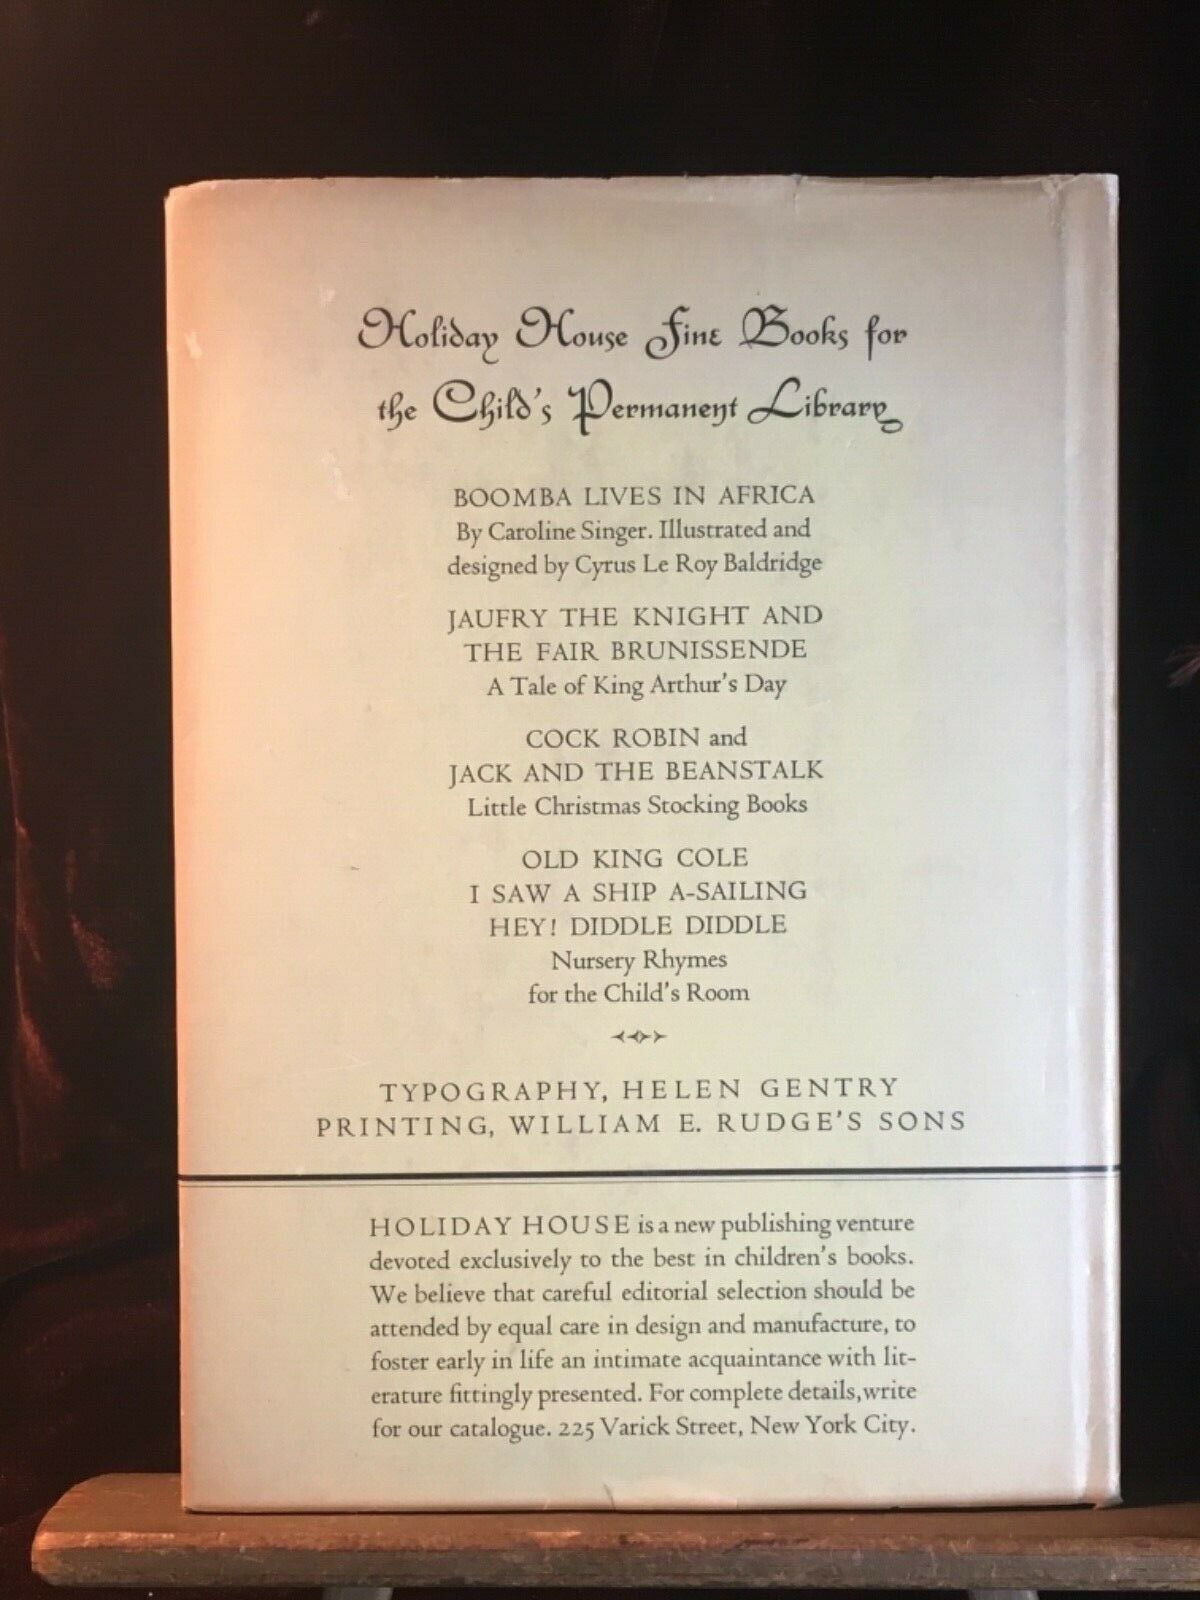 Holiday House Fine Books for
the Child's Permanent Library
BOOMBA LIVES IN AFRICA
By Caroline Singer. Illustrated and
designed by Cyrus Le Roy Baldridge
JAUFRY THE KNIGHT AND
THE FAIR BRUNISSENDE
A Tale of King Arthur's Day
COCK ROBIN and
JACK AND THE BEANSTALK
Little Christmas Stocking Books
OLD KING COLE
I SAW A SHIP A-SAILING
HEY! DIDDLE DIDDLE
Nursery Rhymes
for the Child's Room
TYPOGRAPHY, HELEN GENTRY
PRINTING, WILLIAM E. RUDGE'S SONS
HOLIDAY HOUSE is a new publishing venture
devoted exclusively to the best in children's books.
We believe that careful editorial selection should be
attended by equal care in design and manufacture, to
foster early in life an intimate acquaintance with lit-
erature fittingly presented. For complete details, write
for our catalogue. 225 Varick Street, New York City.